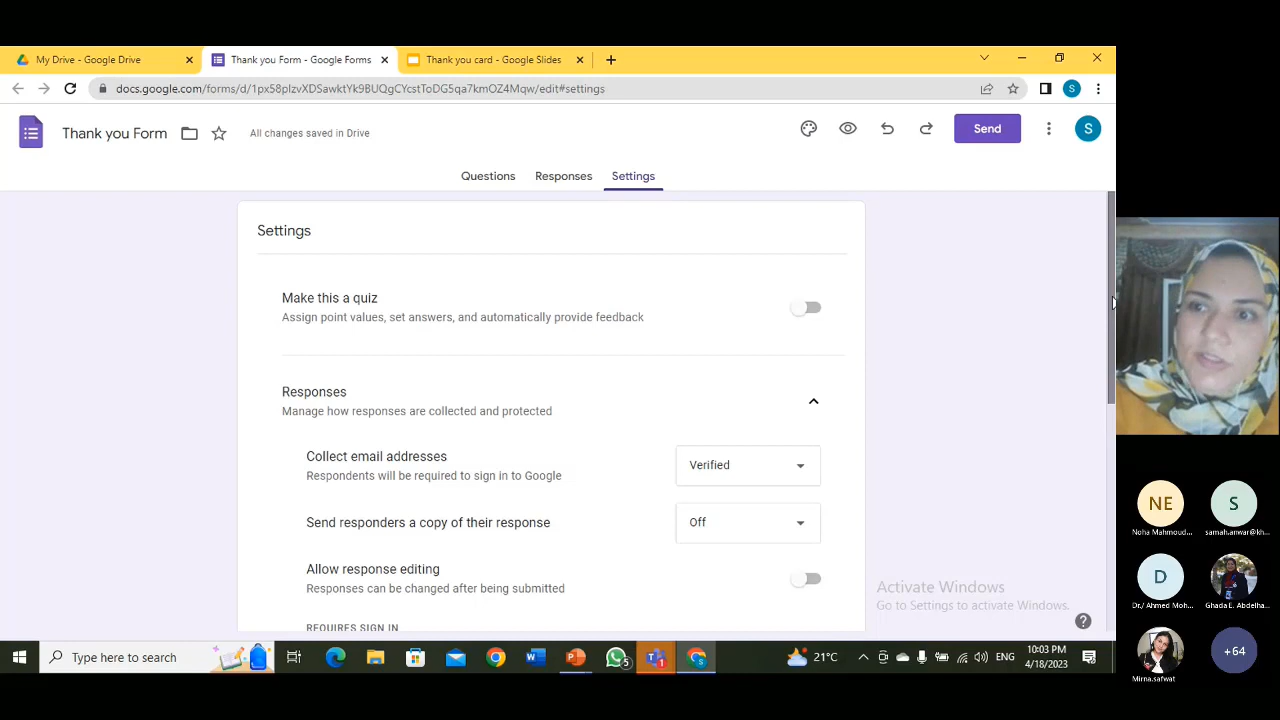 My Drive - Google Drive
Thank you Form - Google Forms
Thank you card - Google Slides
docs.google.com/forms/d/1px58plzvXDSawktYk9BUQgCYcstToDG5qa7kmOZ4Mqw/edit#settings
S
Thank you Form
All changes saved in Drive
Send
S
Questions
Responses
Settings
Settings
Make this a quiz
Assign point values, set answers, and automatically provide feedback
Responses
Manage how responses are collected and protected
Collect email addresses
Respondents will be required to sign in to Google
Verified
Send responders a copy of their response
Off
Allow response editing
Responses can be changed after being submitted
REQUIRES SIGN IN
Activate Windows
Go to Settings to activate Windows.
Type here to search
5
1
21°C
ENG
10:03 PM
4/18/2023
NE
S
Noha Mahmoud...
samah.anwar@kh...
D
Dr./ Ahmed Moh...
Ghada E. Abdelha...
Mirna.safwat
+64